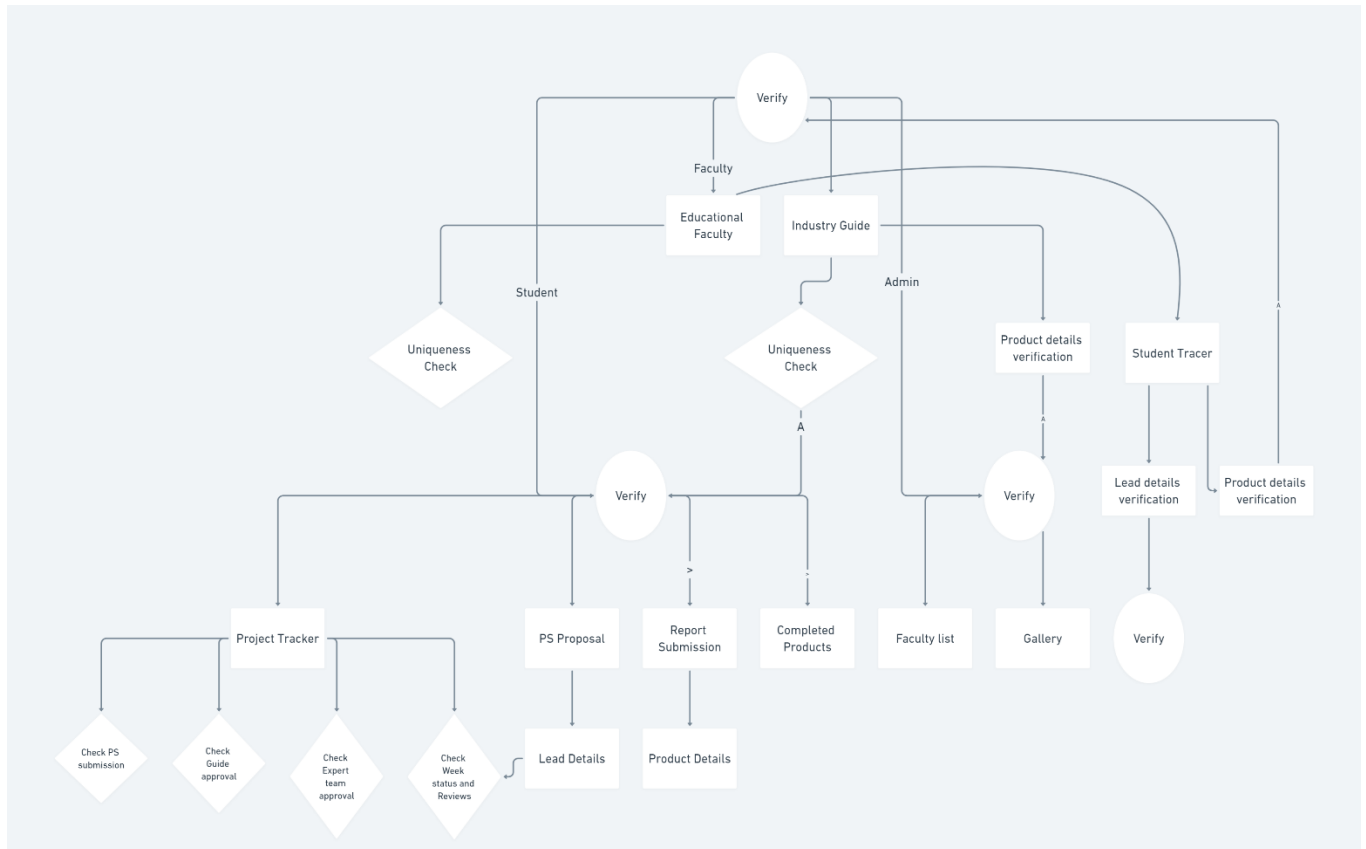 Verify
Faculty
Educational
Faculty
Industry Guide
Student
Admin
A
Uniqueness
Check
Uniqueness
Check
Product details
verification
Student Tracer
A
A
Verify
Verify
Lead details
verification
Product details
verification
>
>
Project Tracker
PS Proposal
Report
Submission
Completed
Products
Faculty list
Gallery
Verify
Check PS
submission
Check
Guide
approval
Check
Expert
team
approval
Check
Week
status and
Reviews
Lead Details
Product Details